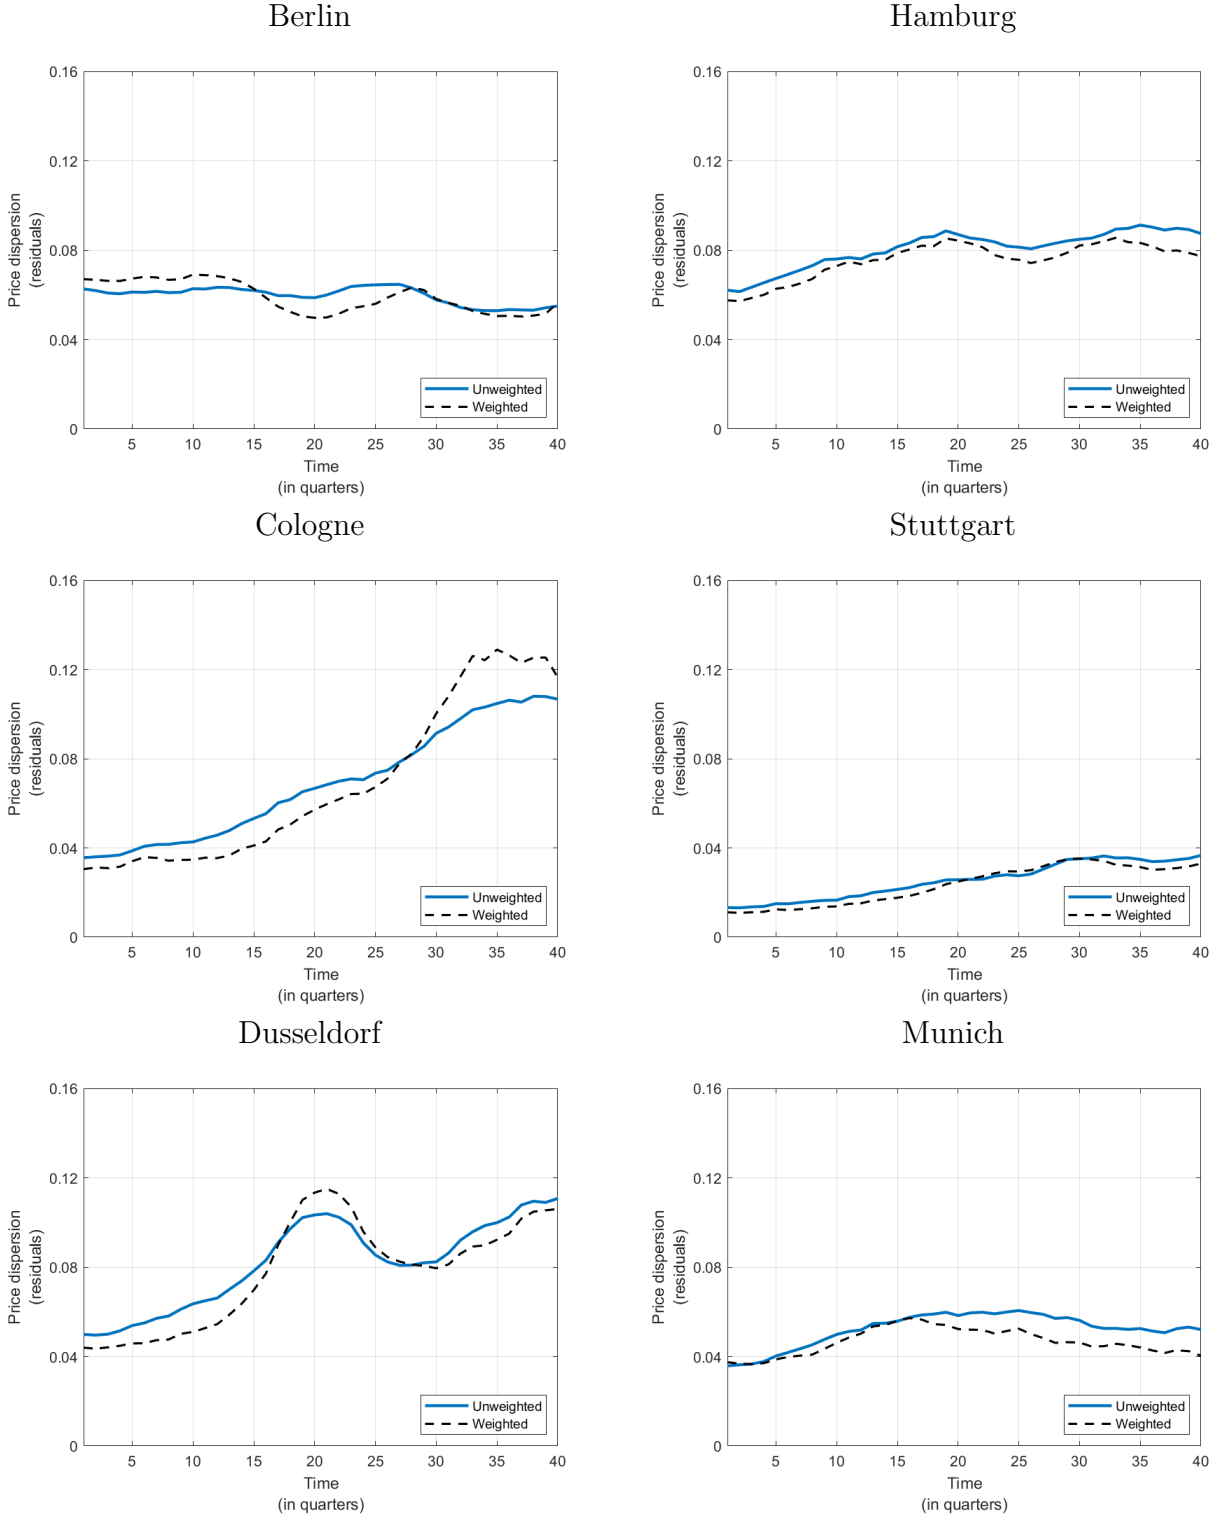 Berlin
0.16
0.12
0.08
0.04
0
Price dispersion
(residuals)
Unweighted
Weighted
5 10 15 20 25 30 35 40
Time
(in quarters)
Hamburg
0.16
0.12
0.08
0.04
0
Price dispersion
(residuals)
Unweighted
Weighted
5 10 15 20 25 30 35 40
Time
(in quarters)
Cologne
0.16
0.12
0.08
0.04
0
Price dispersion
(residuals)
Unweighted
Weighted
5 10 15 20 25 30 35 40
Time
(in quarters)
Stuttgart
0.16
0.12
0.08
0.04
0
Price dispersion
(residuals)
Unweighted
Weighted
5 10 15 20 25 30 35 40
Time
(in quarters)
Dusseldorf
0.16
0.12
0.08
0.04
0
Price dispersion
(residuals)
Unweighted
Weighted
5 10 15 20 25 30 35 40
Time
(in quarters)
Munich
0.16
0.12
0.08
0.04
0
Price dispersion
(residuals)
Unweighted
Weighted
5 10 15 20 25 30 35 40
Time
(in quarters)